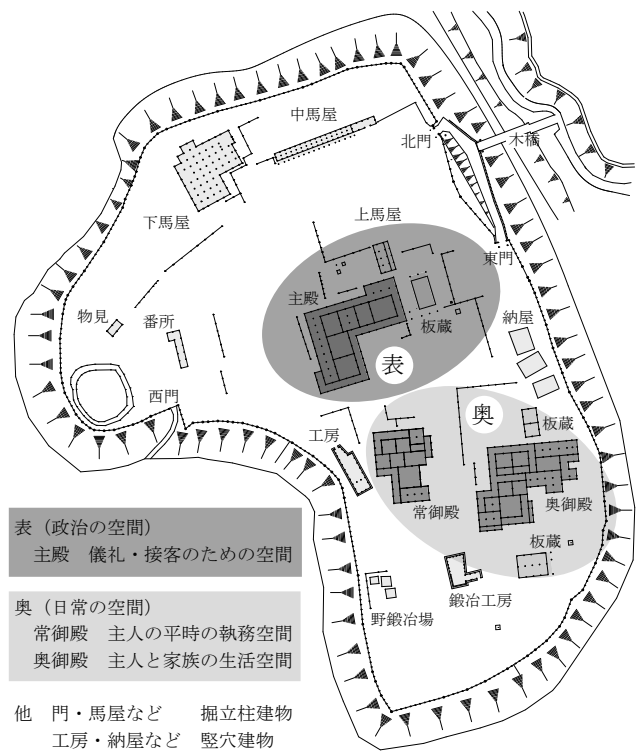 中馬屋
北門
木橋
下馬屋
上馬屋
東門
主殿
物見
番所
板蔵
納屋
表
西門
奥
工房
板蔵
常御殿
奥御殿
板蔵
鍛冶工房
野鍛冶場
表（政治の空間）
主殿　儀礼・接客のための空間
奥（日常の空間）
常御殿　主人の平時の執務空間
奥御殿　主人と家族の生活空間
他　門・馬屋など　掘立柱建物
工房・納屋など　竪穴建物